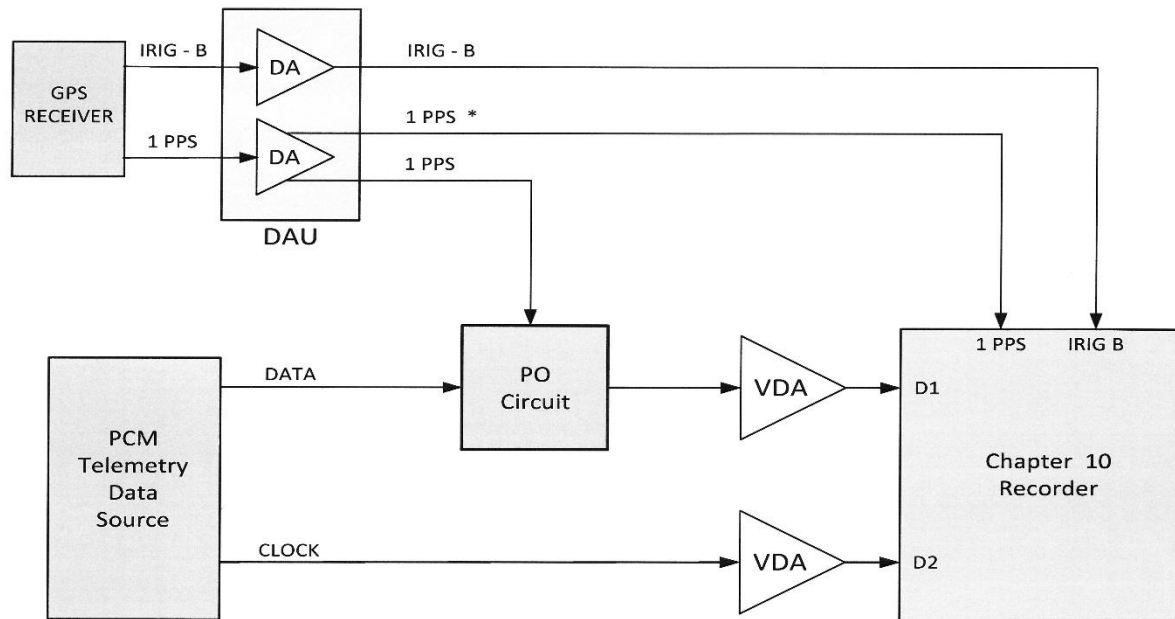 IRIG - B
DA
IRIG - B
GPS
RECEIVER
1 PPS *
1 PPS
DA
1 PPS
DAU
1 PPS
IRIG B
DATA
PO
Circuit
VDA
D1
PCM
Telemetry
Data
Source
Chapter 10
Recorder
CLOCK
VDA
D2